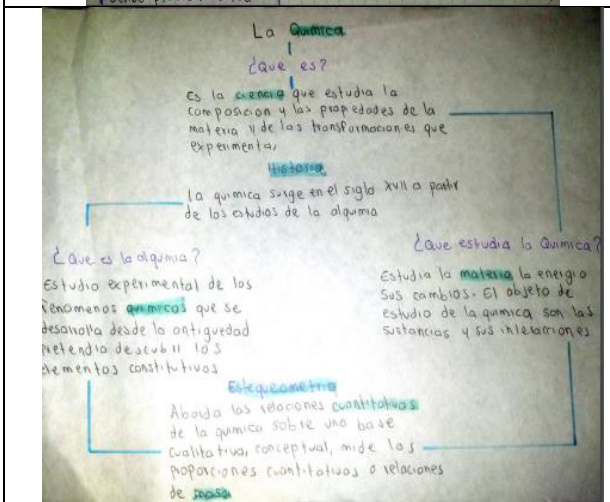 La Quimica
¿Que es?
Es la ciencia que estudia la
composicion y las propedades de la
materia y de las transformaciones que
experimenta,
Historia
la quimica surge en el siglo XVII a partir
de los estudios de la alquimia
¿Que es la alqumia?
Estudio experimental de los
fenomenos quimicos que se
desarrolla desde la antiguedad
pretendia descubrir los
elementos constitutivos
¿Que estudia la Quimica?
Estudia la materia la energia
sus cambios. El objeto de
estudio de la quimica son las
sustancias y sus interacciones
Estequeometria
Aborda las relaciones cuantitativas
de la quimica sobre una base
cualitativa, conceptual, mide las
proporciones cuantitativas o relaciones
de masa